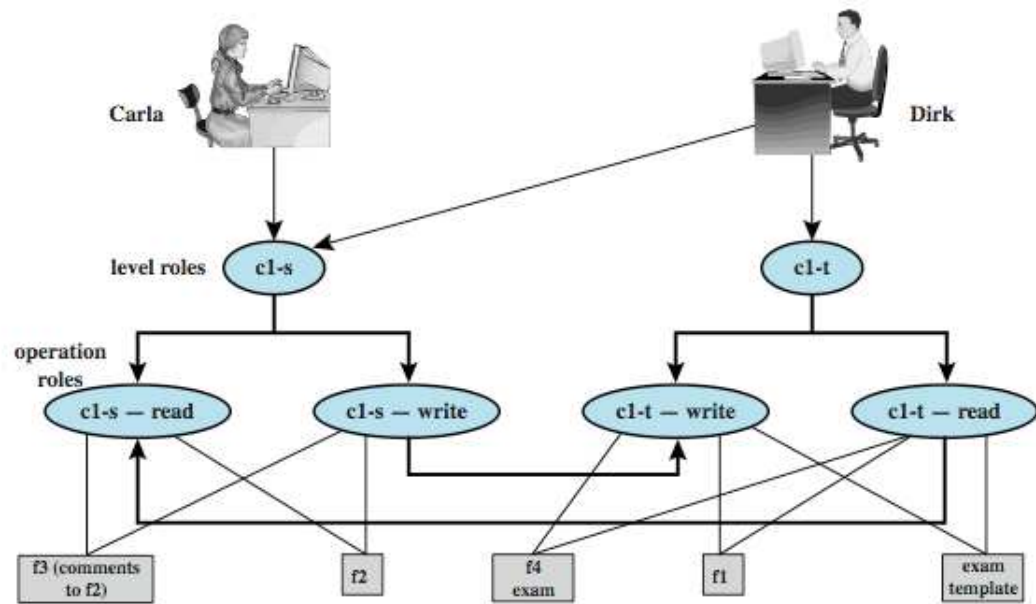 Carla
Dirk
level roles
c1-s
c1-t
operation
roles
c1-s — read
c1-s — write
c1-t — write
c1-t — read
f3 (comments
to f2)
f2
f4
exam
f1
exam
template